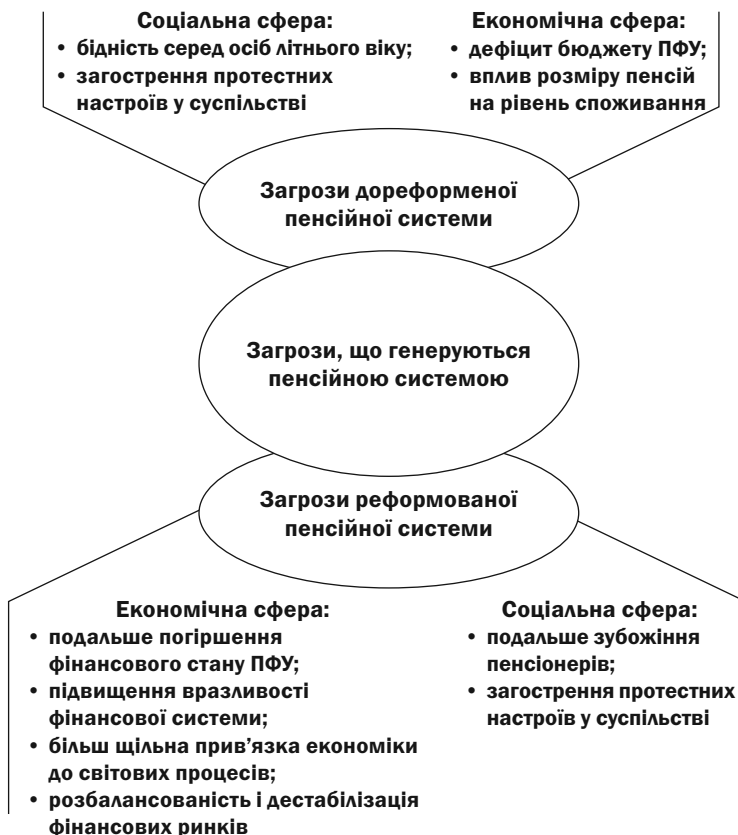 Соціальна сфера:
• бідність серед осіб літнього віку;
• загострення протестних
настроїв у суспільстві
Економічна сфера:
• дефіцит бюджету ПФУ;
• вплив розміру пенсій
на рівень споживання
Загрози дореформеної
пенсійної системи
Загрози, що генеруються
пенсійною системою
Загрози реформованої
пенсійної системи
Економічна сфера:
• подальше погіршення
фінансового стану ПФУ;
• підвищення вразливості
фінансової системи;
• більш щільна прив’язка економіки
до світових процесів;
• розбалансованість і дестабілізація
фінансових ринків
Соціальна сфера:
• подальше зубожіння
пенсіонерів;
• загострення протестних
настроїв у суспільстві